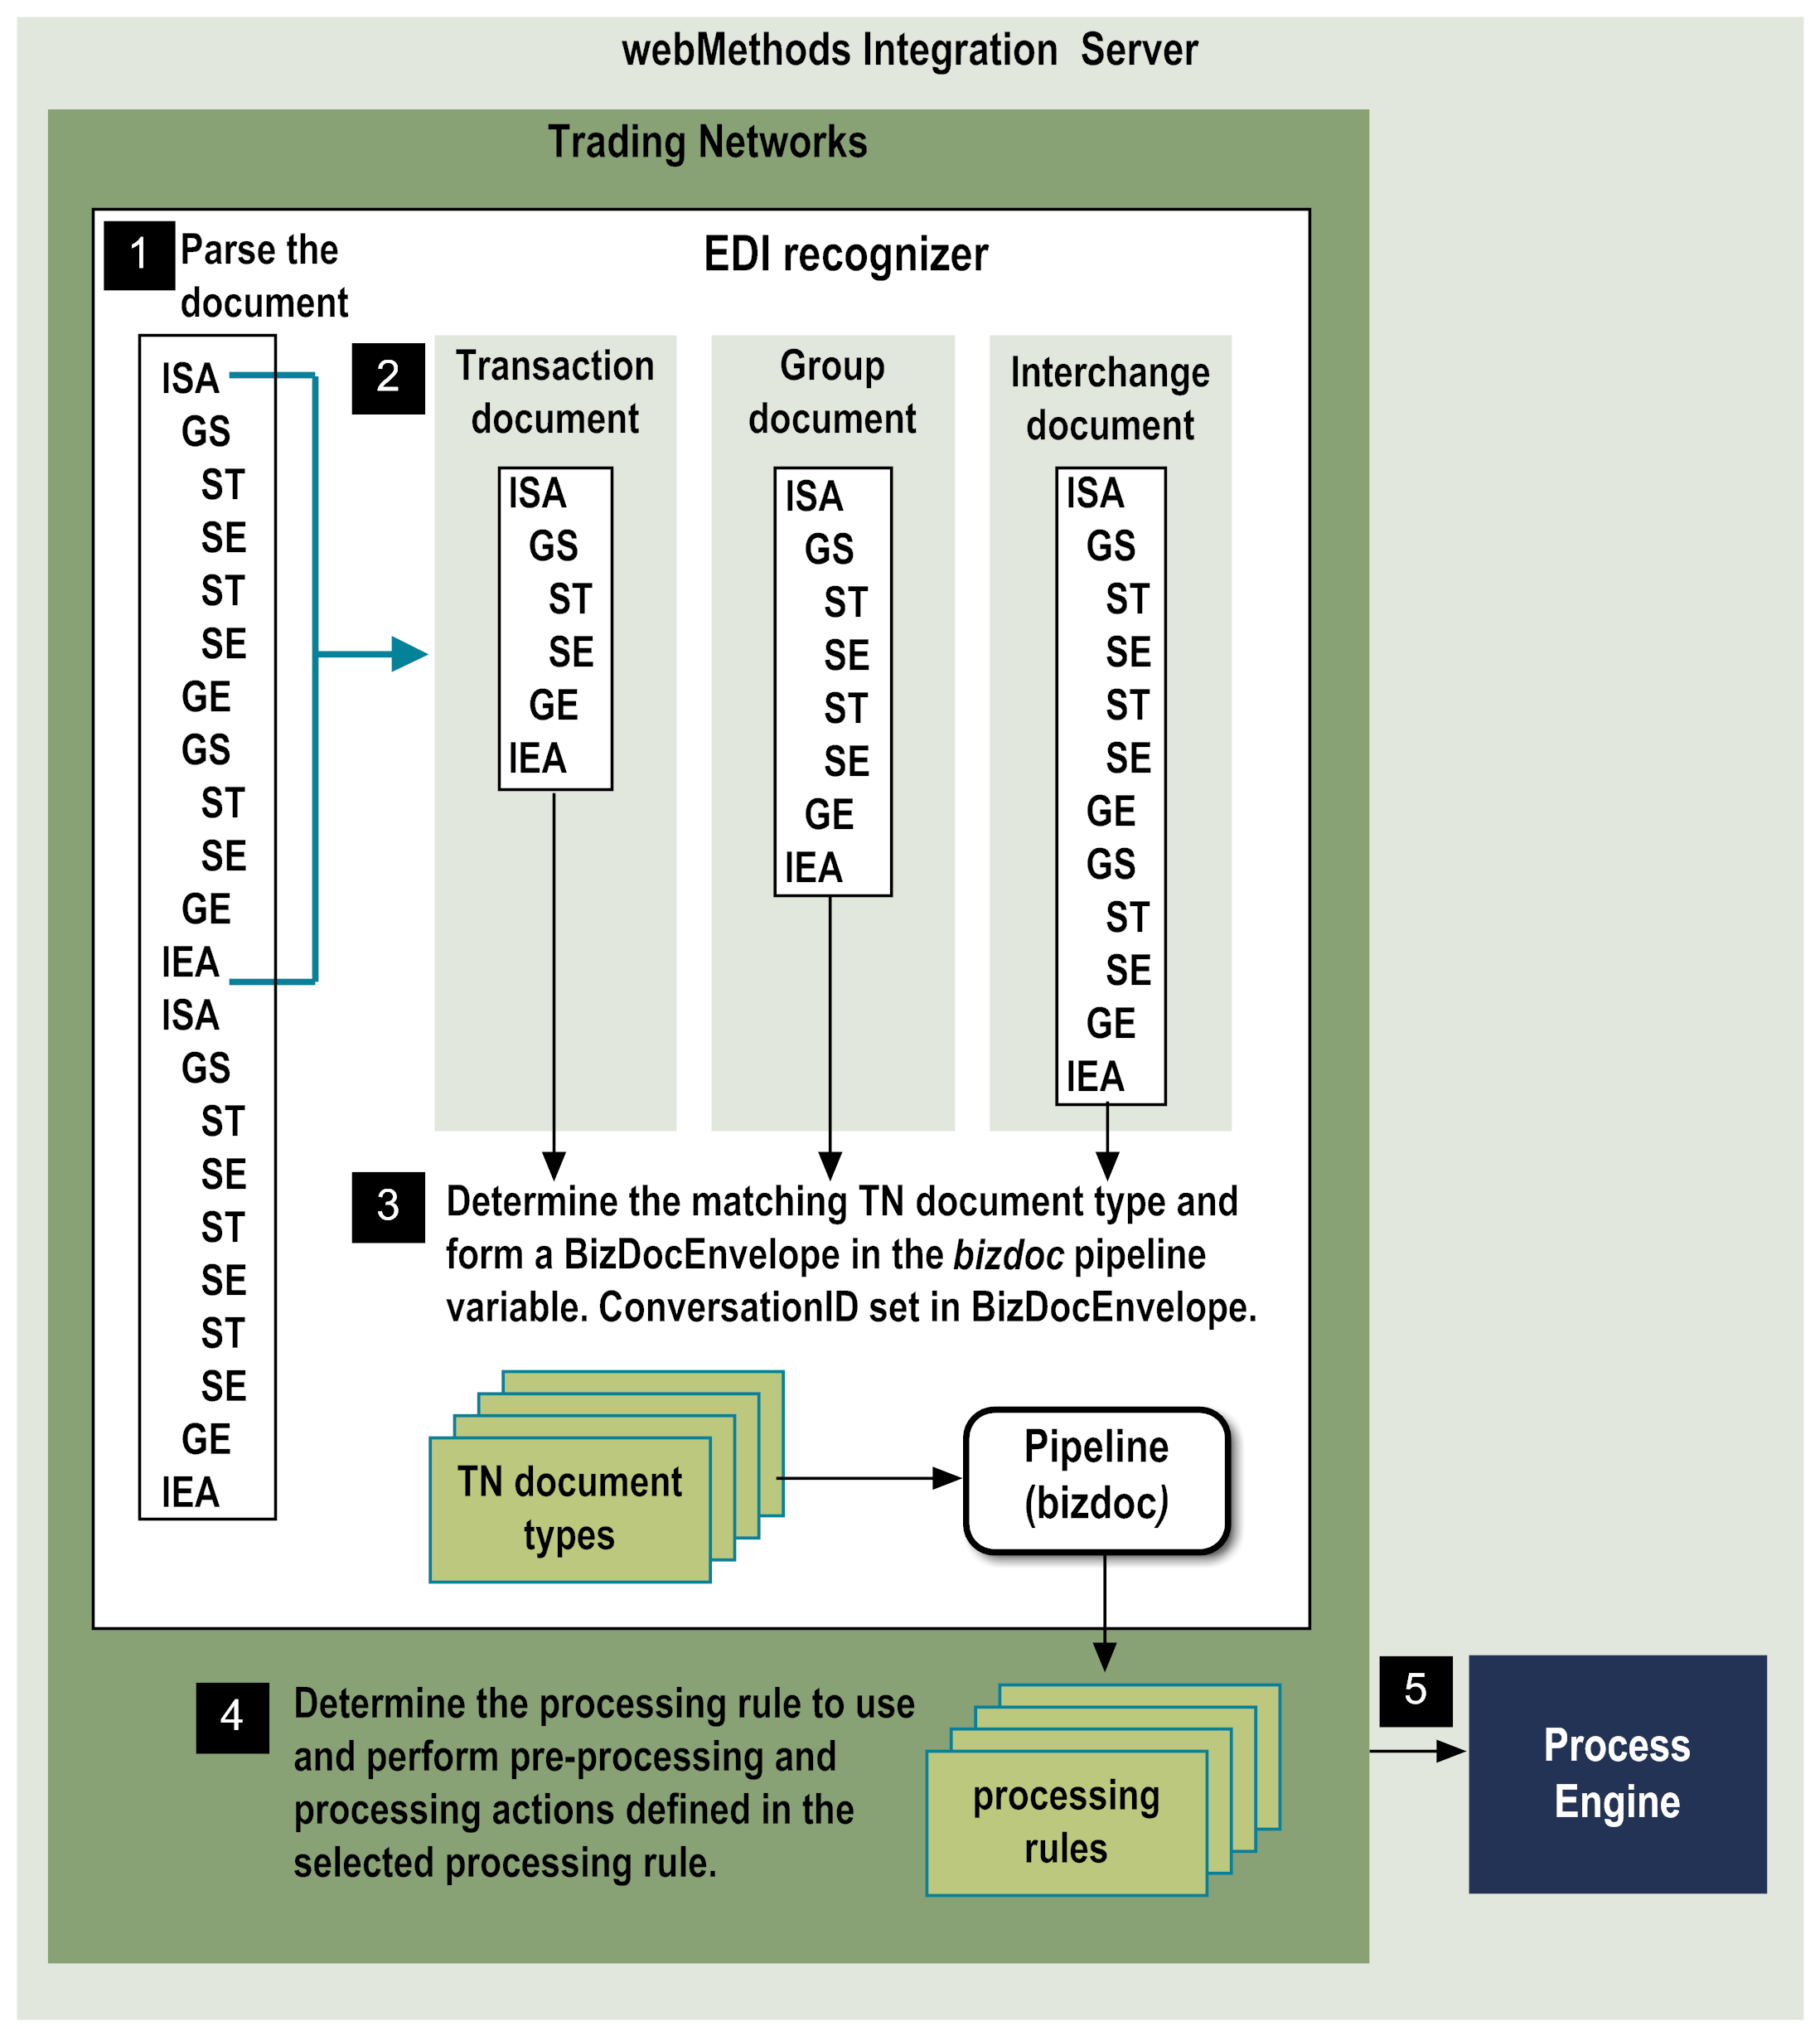 webMethods Integration Server
Trading Networks
EDI recognizer
1
Parse the
document
ISA
GS
ST
SE
ST
SE
GE
GS
ST
SE
GE
IEA
ISA
GS
ST
SE
ST
SE
ST
SE
GE
IEA
2
Transaction
document
ISA
GS
ST
SE
GE
IEA
Group
document
ISA
GS
ST
SE
ST
SE
GE
IEA
Interchange
document
ISA
GS
ST
SE
ST
SE
GE
GS
ST
SE
GE
IEA
3
Determine the matching TN document type and
form a BizDocEnvelope in the bizdoc pipeline
variable. ConversationID set in BizDocEnvelope.
TN document
types
Pipeline
(bizdoc)
4
Determine the processing rule to use
and perform pre-processing and
processing actions defined in the
selected processing rule.
processing
rules
5
Process
Engine